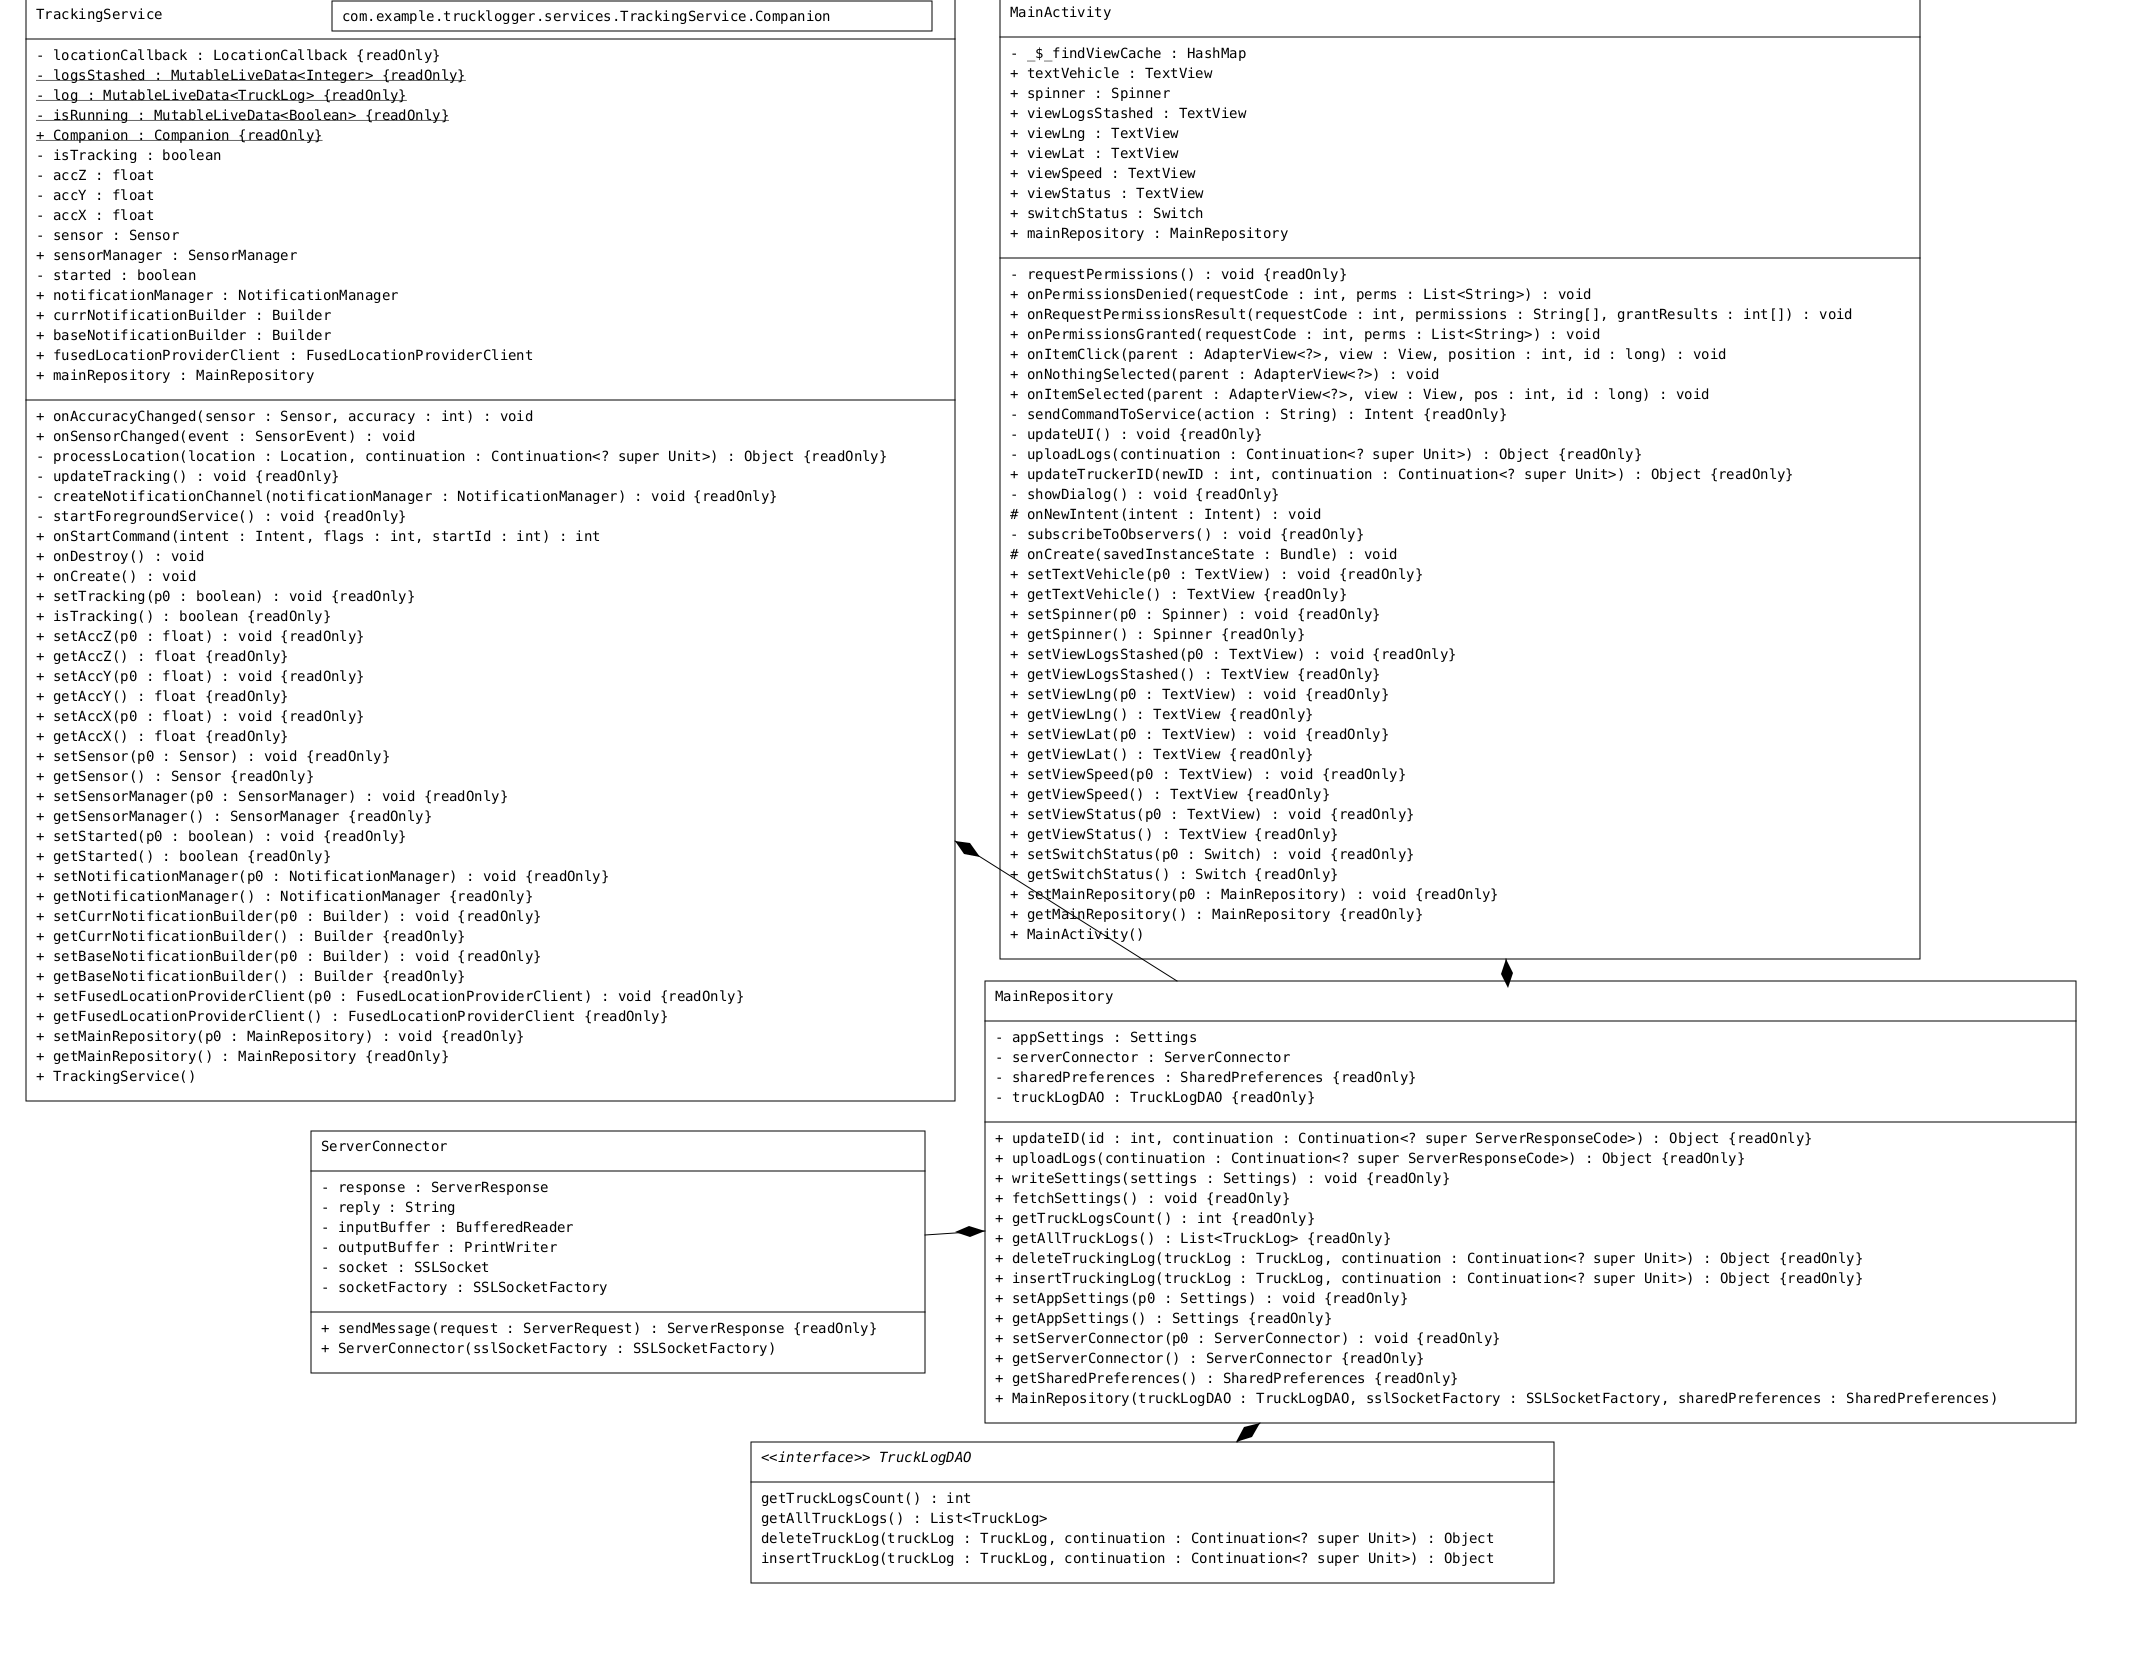 TrackingService
com.example.trucklogger.services.TrackingService.Companion
- locationCallback : LocationCallback {readOnly}
- logsStashed : MutableLiveData<Integer> {readOnly}
- log : MutableLiveData<TruckLog> {readOnly}
- isRunning : MutableLiveData<Boolean> {readOnly}
+ Companion : Companion {readOnly}
- isTracking : boolean
- accZ : float
- accY : float
- accX : float
- sensor : Sensor
+ sensorManager : SensorManager
- started : boolean
+ notificationManager : NotificationManager
+ currNotificationBuilder : Builder
+ baseNotificationBuilder : Builder
+ fusedLocationProviderClient : FusedLocationProviderClient
+ mainRepository : MainRepository
+ onAccuracyChanged(sensor : Sensor, accuracy : int) : void
+ onSensorChanged(event : SensorEvent) : void
- processLocation(location : Location, continuation : Continuation<? super Unit>) : Object {readOnly}
- updateTracking() : void {readOnly}
- createNotificationChannel(notificationManager : NotificationManager) : void {readOnly}
- startForegroundService() : void {readOnly}
+ onStartCommand(intent : Intent, flags : int, startId : int) : int
+ onDestroy() : void
+ onCreate() : void
+ setTracking(p0 : boolean) : void {readOnly}
+ isTracking() : boolean {readOnly}
+ setAccZ(p0 : float) : void {readOnly}
+ getAccZ() : float {readOnly}
+ setAccY(p0 : float) : void {readOnly}
+ getAccY() : float {readOnly}
+ setAccX(p0 : float) : void {readOnly}
+ getAccX() : float {readOnly}
+ setSensor(p0 : Sensor) : void {readOnly}
+ getSensor() : Sensor {readOnly}
+ setSensorManager(p0 : SensorManager) : void {readOnly}
+ getSensorManager() : SensorManager {readOnly}
+ setStarted(p0 : boolean) : void {readOnly}
+ getStarted() : boolean {readOnly}
+ setNotificationManager(p0 : NotificationManager) : void {readOnly}
+ getNotificationManager() : NotificationManager {readOnly}
+ setCurrNotificationBuilder(p0 : Builder) : void {readOnly}
+ getCurrNotificationBuilder() : Builder {readOnly}
+ setBaseNotificationBuilder(p0 : Builder) : void {readOnly}
+ getBaseNotificationBuilder() : Builder {readOnly}
+ setFusedLocationProviderClient(p0 : FusedLocationProviderClient) : void {readOnly}
+ getFusedLocationProviderClient() : FusedLocationProviderClient {readOnly}
+ setMainRepository(p0 : MainRepository) : void {readOnly}
+ getMainRepository() : MainRepository {readOnly}
+ TrackingService()
MainActivity
- _$_findViewCache : HashMap
+ textVehicle : TextView
+ spinner : Spinner
+ viewLogsStashed : TextView
+ viewLng : TextView
+ viewLat : TextView
+ viewSpeed : TextView
+ viewStatus : TextView
+ switchStatus : Switch
+ mainRepository : MainRepository
- requestPermissions() : void {readOnly}
+ onPermissionsDenied(requestCode : int, perms : List<String>) : void
+ onRequestPermissionsResult(requestCode : int, permissions : String[], grantResults : int[]) : void
+ onPermissionsGranted(requestCode : int, perms : List<String>) : void
+ onItemClick(parent : AdapterView<?>, view : View, position : int, id : long) : void
+ onNothingSelected(parent : AdapterView<?>) : void
+ onItemSelected(parent : AdapterView<?>, view : View, pos : int, id : long) : void
- sendCommandToService(action : String) : Intent {readOnly}
- updateUI() : void {readOnly}
- uploadLogs(continuation : Continuation<? super Unit>) : Object {readOnly}
+ updateTruckerID(newID : int, continuation : Continuation<? super Unit>) : Object {readOnly}
- showDialog() : void {readOnly}
# onNewIntent(intent : Intent) : void
- subscribeToObservers() : void {readOnly}
# onCreate(savedInstanceState : Bundle) : void
+ setTextVehicle(p0 : TextView) : void {readOnly}
+ getTextVehicle() : TextView {readOnly}
+ setSpinner(p0 : Spinner) : void {readOnly}
+ getSpinner() : Spinner {readOnly}
+ setViewLogsStashed(p0 : TextView) : void {readOnly}
+ getViewLogsStashed() : TextView {readOnly}
+ setViewLng(p0 : TextView) : void {readOnly}
+ getViewLng() : TextView {readOnly}
+ setViewLat(p0 : TextView) : void {readOnly}
+ getViewLat() : TextView {readOnly}
+ setViewSpeed(p0 : TextView) : void {readOnly}
+ getViewSpeed() : TextView {readOnly}
+ setViewStatus(p0 : TextView) : void {readOnly}
+ getViewStatus() : TextView {readOnly}
+ setSwitchStatus(p0 : Switch) : void {readOnly}
+ getSwitchStatus() : Switch {readOnly}
+ setMainRepository(p0 : MainRepository) : void {readOnly}
+ getMainRepository() : MainRepository {readOnly}
+ MainActivity()
MainRepository
- appSettings : Settings
- serverConnector : ServerConnector
- sharedPreferences : SharedPreferences {readOnly}
- truckLogDAO : TruckLogDAO {readOnly}
+ updateID(id : int, continuation : Continuation<? super ServerResponseCode>) : Object {readOnly}
+ uploadLogs(continuation : Continuation<? super ServerResponseCode>) : Object {readOnly}
+ writeSettings(settings : Settings) : void {readOnly}
+ fetchSettings() : void {readOnly}
+ getTruckLogsCount() : int {readOnly}
+ getAllTruckLogs() : List<TruckLog> {readOnly}
+ deleteTruckingLog(truckLog : TruckLog, continuation : Continuation<? super Unit>) : Object {readOnly}
+ insertTruckingLog(truckLog : TruckLog, continuation : Continuation<? super Unit>) : Object {readOnly}
+ setAppSettings(p0 : Settings) : void {readOnly}
+ getAppSettings() : Settings {readOnly}
+ setServerConnector(p0 : ServerConnector) : void {readOnly}
+ getServerConnector() : ServerConnector {readOnly}
+ getSharedPreferences() : SharedPreferences {readOnly}
+ MainRepository(truckLogDAO : TruckLogDAO, sslSocketFactory : SSLSocketFactory, sharedPreferences : SharedPreferences)
ServerConnector
- response : ServerResponse
- reply : String
- inputBuffer : BufferedReader
- outputBuffer : PrintWriter
- socket : SSLSocket
- socketFactory : SSLSocketFactory
+ sendMessage(request : ServerRequest) : ServerResponse {readOnly}
+ ServerConnector(sslSocketFactory : SSLSocketFactory)
<<interface>> TruckLogDAO
getTruckLogsCount() : int
getAllTruckLogs() : List<TruckLog>
deleteTruckLog(truckLog : TruckLog, continuation : Continuation<? super Unit>) : Object
insertTruckLog(truckLog : TruckLog, continuation : Continuation<? super Unit>) : Object